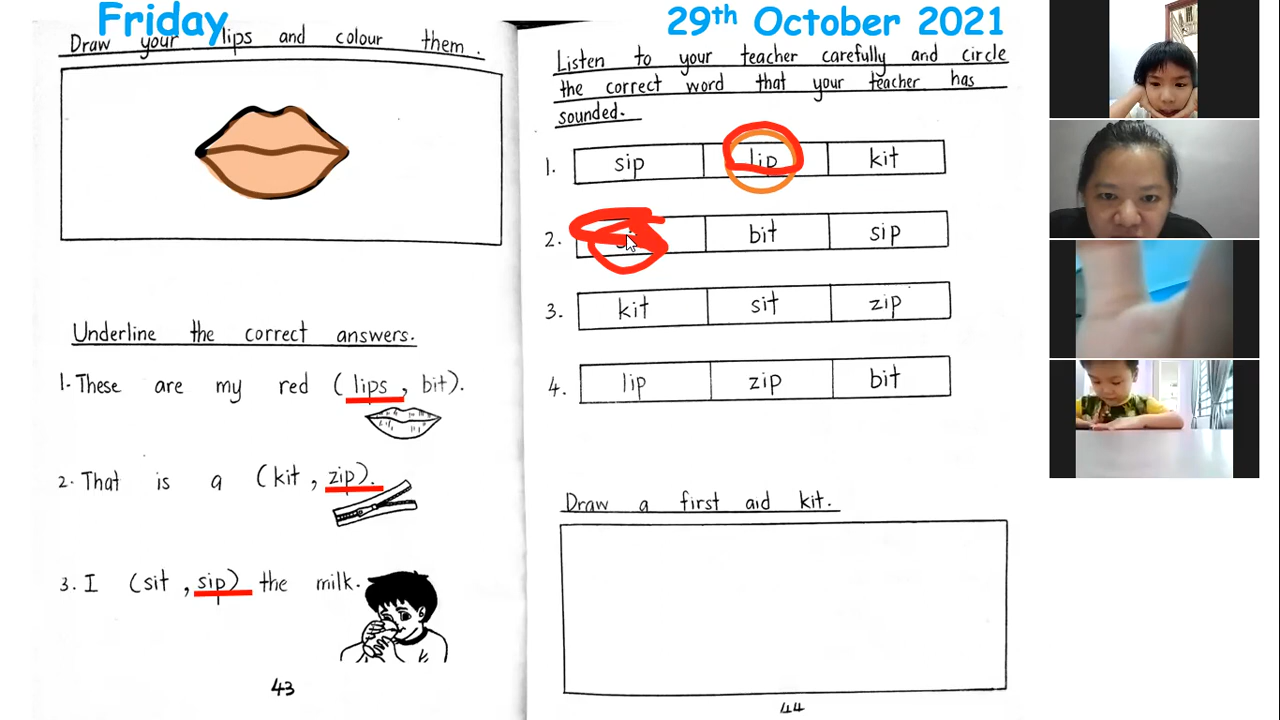 Friday
29th October 2021
Draw your lips and colour them.
Underline the correct answers.
1. These are my red (lips, bit).
2. That is a (kit, zip).
3. I (sit, sip) the milk.
43
Listen to your teacher carefully and circle
the correct word that your teacher has
sounded.
1. sip lip kit
2. bit sip
3. kit sit zip
4. lip zip bit
Draw a first aid kit.
44